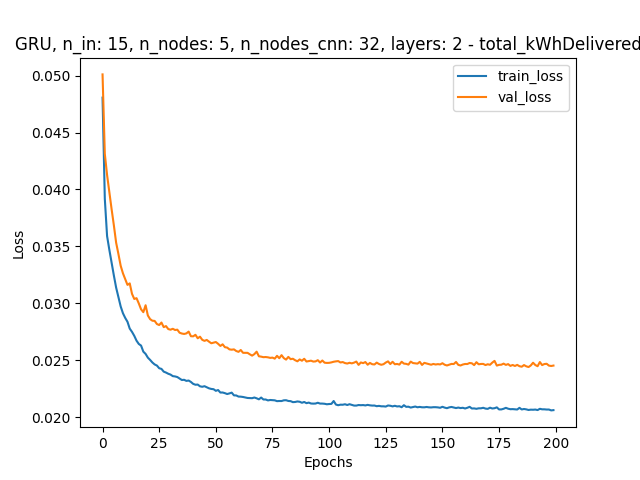 GRU, n_in: 15, n_nodes: 5, n_nodes_cnn: 32, layers: 2 - total_kWhDelivered
train_loss
val_loss
0.050
0.045
0.040
0.035
0.030
0.025
0.020
Loss
0 25 50 75 100 125 150 175 200
Epochs